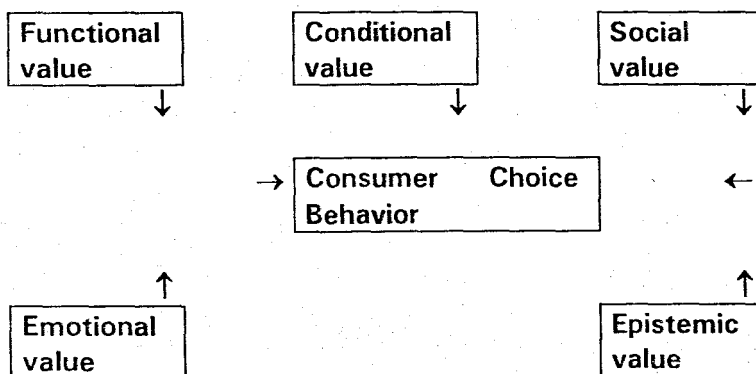 Functional
value
Conditional
value
Social
value
↓ ↓ ↓
→ Consumer Choice ←
Behavior
↑ ↑
Emotional
value
Epistemic
value